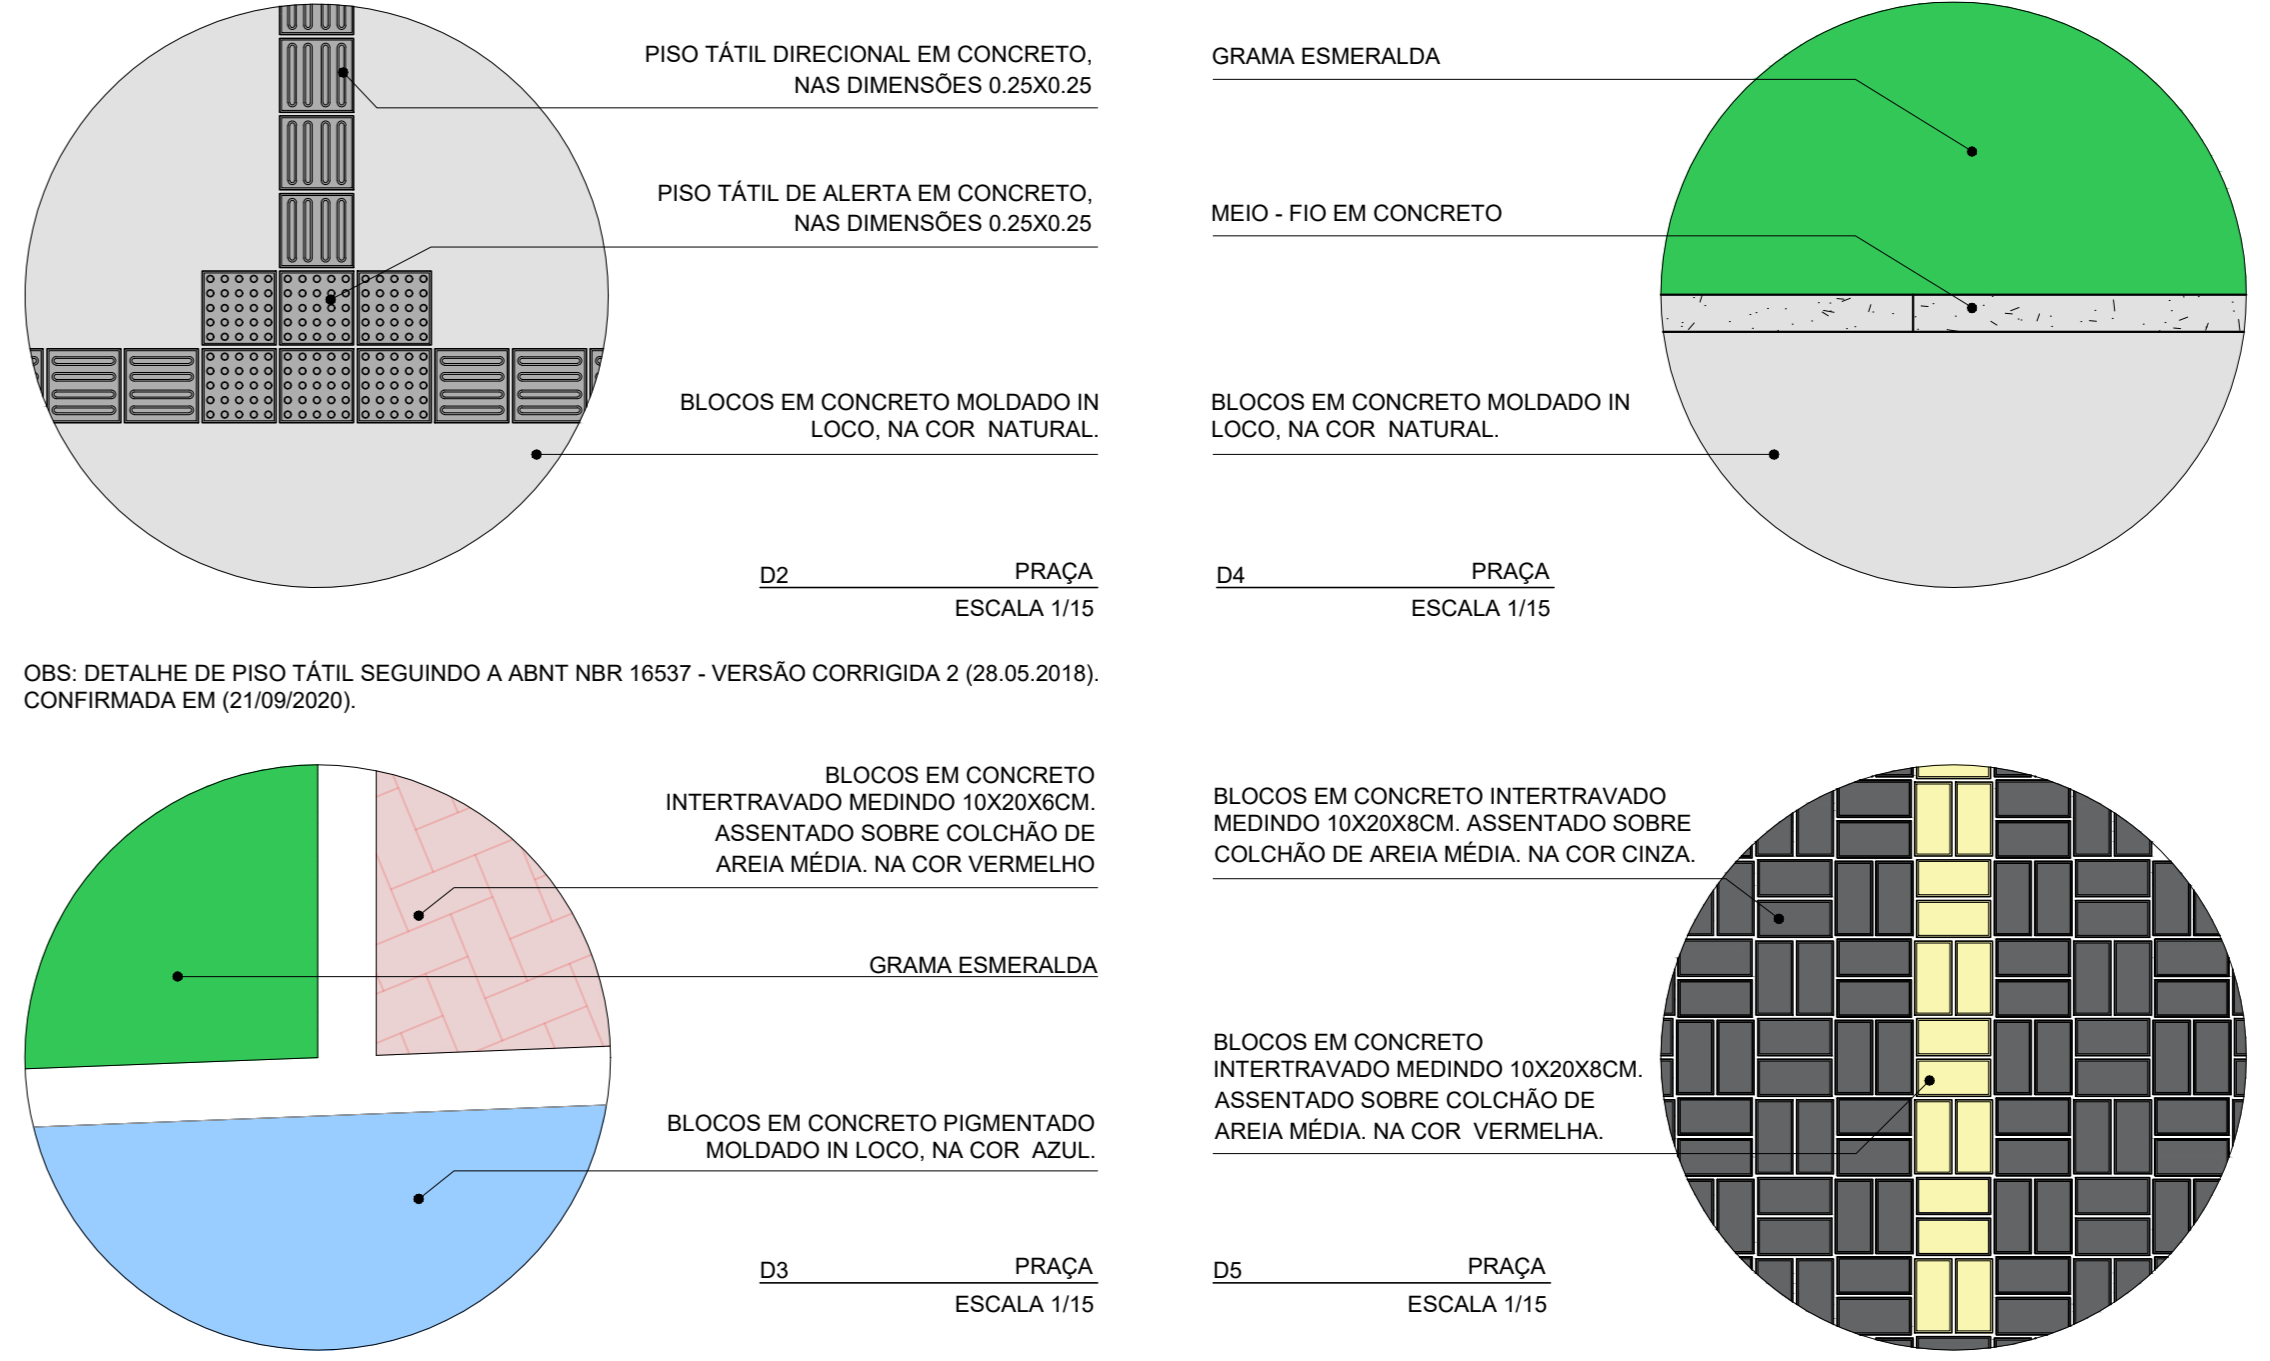 PISO TÁTIL DIRECIONAL EM CONCRETO,
NAS DIMENSÕES 0.25X0.25
PISO TÁTIL DE ALERTA EM CONCRETO,
NAS DIMENSÕES 0.25X0.25
BLOCOS EM CONCRETO MOLDADO IN
LOCO, NA COR NATURAL.
D2 PRAÇA
ESCALA 1/15
GRAMA ESMERALDA
MEIO - FIO EM CONCRETO
BLOCOS EM CONCRETO MOLDADO IN
LOCO, NA COR NATURAL.
D4 PRAÇA
ESCALA 1/15
OBS: DETALHE DE PISO TÁTIL SEGUINDO A ABNT NBR 16537 - VERSÃO CORRIGIDA 2 (28.05.2018).
CONFIRMADA EM (21/09/2020).
BLOCOS EM CONCRETO
INTERTRAVADO MEDINDO 10X20X6CM.
ASSENTADO SOBRE COLCHÃO DE
AREIA MÉDIA. NA COR VERMELHO
GRAMA ESMERALDA
BLOCOS EM CONCRETO PIGMENTADO
MOLDADO IN LOCO, NA COR AZUL.
D3 PRAÇA
ESCALA 1/15
BLOCOS EM CONCRETO INTERTRAVADO
MEDINDO 10X20X8CM. ASSENTADO SOBRE
COLCHÃO DE AREIA MÉDIA. NA COR CINZA.
BLOCOS EM CONCRETO
INTERTRAVADO MEDINDO 10X20X8CM.
ASSENTADO SOBRE COLCHÃO DE
AREIA MÉDIA. NA COR VERMELHA.
D5 PRAÇA
ESCALA 1/15